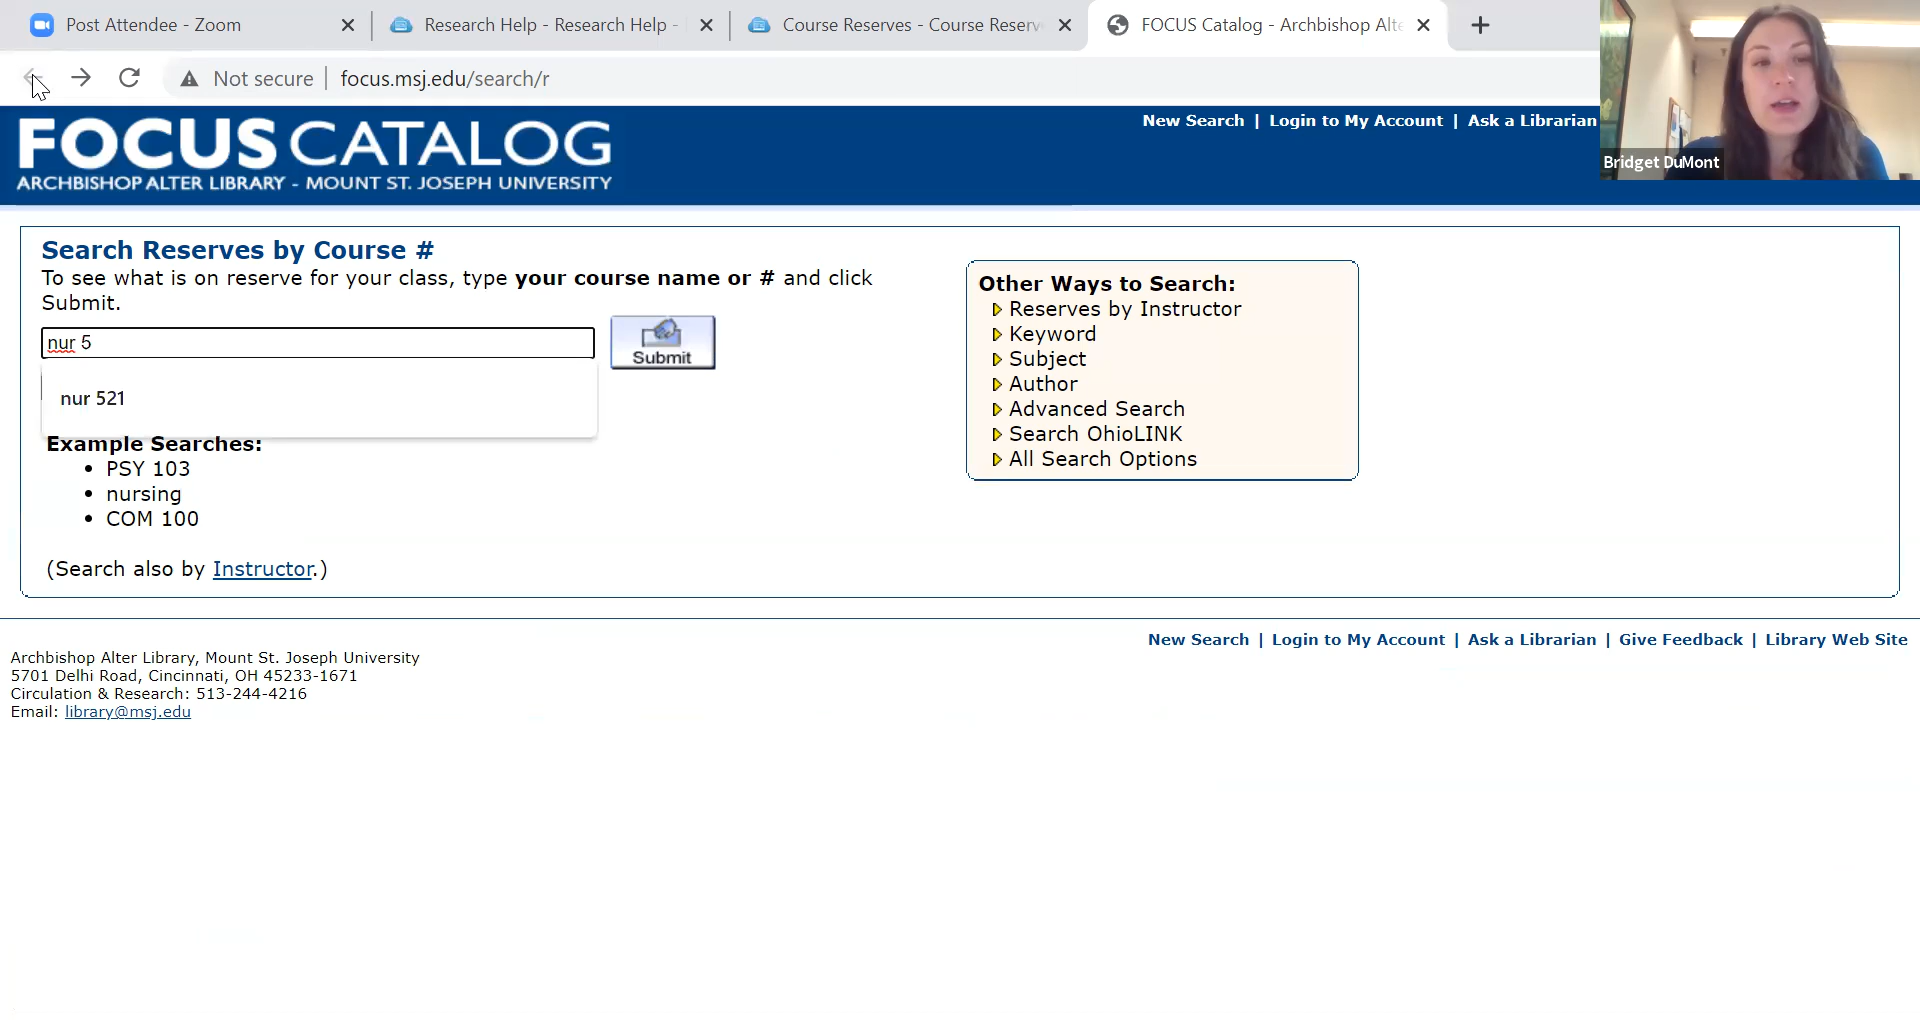 Post Attendee - Zoom
Research Help - Research Help -
Course Reserves - Course Reserv
FOCUS Catalog - Archbishop Alte
Not secure | focus.msj.edu/search/r
FOCUS CATALOG
ARCHBISHOP ALTER LIBRARY - MOUNT ST. JOSEPH UNIVERSITY
New Search | Login to My Account | Ask a Librarian
Bridget DuMont
Search Reserves by Course #
To see what is on reserve for your class, type your course name or # and click
Submit.
nur 5
Submit
nur 521
Example Searches:
• PSY 103
• nursing
• COM 100
(Search also by Instructor.)
Other Ways to Search:
Reserves by Instructor
Keyword
Subject
Author
Advanced Search
Search OhioLINK
All Search Options
New Search | Login to My Account | Ask a Librarian | Give Feedback | Library Web Site
Archbishop Alter Library, Mount St. Joseph University
5701 Delhi Road, Cincinnati, OH 45233-1671
Circulation & Research: 513-244-4216
Email: library@msj.edu